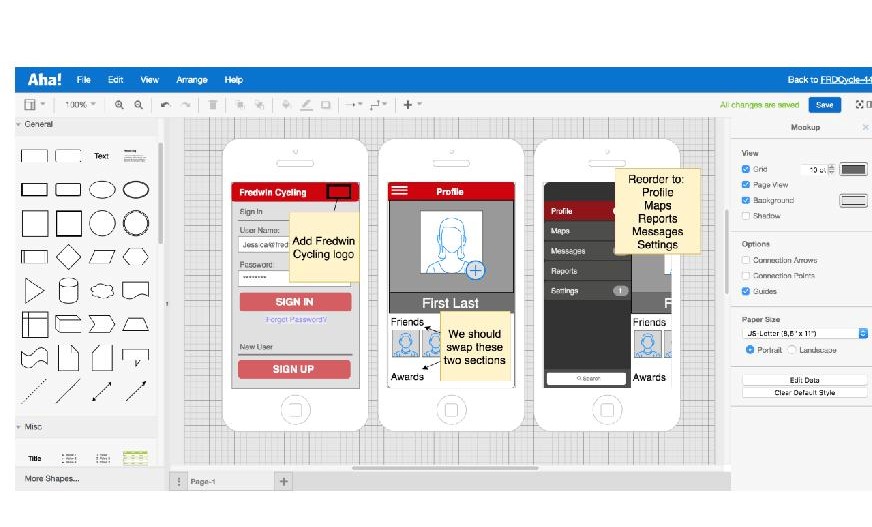 Aha! File Edit View Arrange Help
Back to FRDCycle-44
100%
All changes are saved
Save
General
Text
Misc
Title
More Shapes...
Page-1
Fredwin Cycling
Sign In
User Name:
Jessica@fred
Password:
********
SIGN IN
Forgot Password?
New User
SIGN UP
Add Fredwin
Cycling logo
Profile
First Last
Friends
Awards
We should
swap these
two sections
Profile
Maps
Messages
Reports
Settings 1
Search
F
Friends
Awards
Reorder to:
Profile
Maps
Reports
Messages
Settings
Mockup
View
Grid 10 pt
Page View
Background
Shadow
Options
Connection Arrows
Connection Points
Guides
Paper Size
US-Letter (8,5" x 11")
Portrait Landscape
Edit Data
Clear Default Style